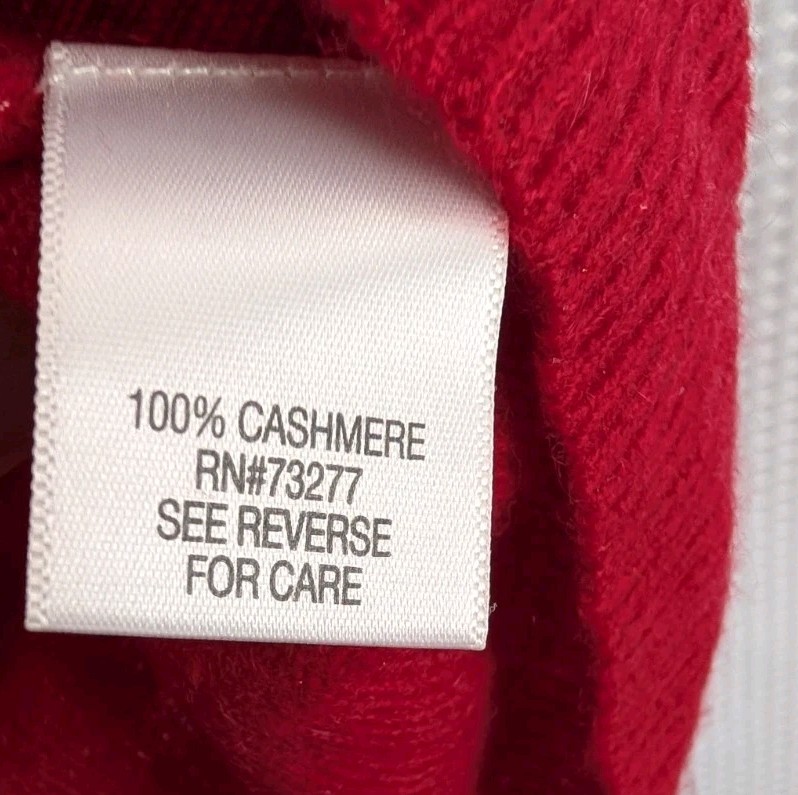 100% CASHMERE
RN#73277
SEE REVERSE
FOR CARE